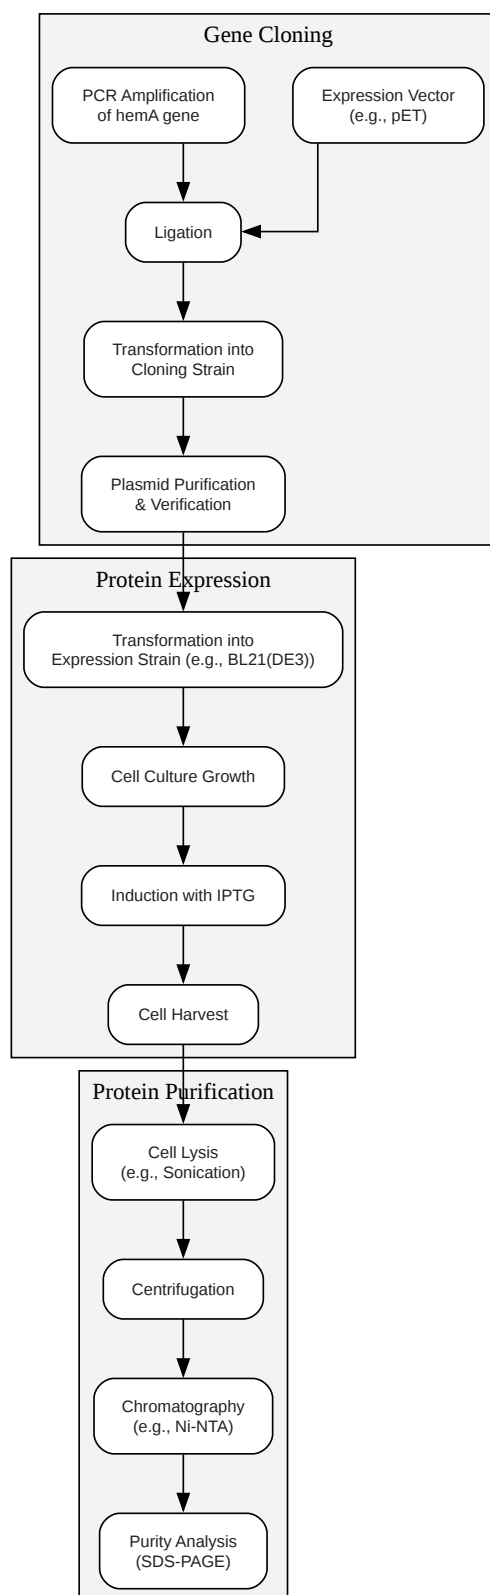 Gene Cloning
PCR Amplification
of hemA gene
Expression Vector
(e.g., pET)
Ligation
Transformation into
Cloning Strain
Plasmid Purification
& Verification
Protein Expression
Transformation into
Expression Strain (e.g., BL21(DE3))
Cell Culture Growth
Induction with IPTG
Cell Harvest
Protein Purification
Cell Lysis
(e.g., Sonication)
Centrifugation
Chromatography
(e.g., Ni-NTA)
Purity Analysis
(SDS-PAGE)